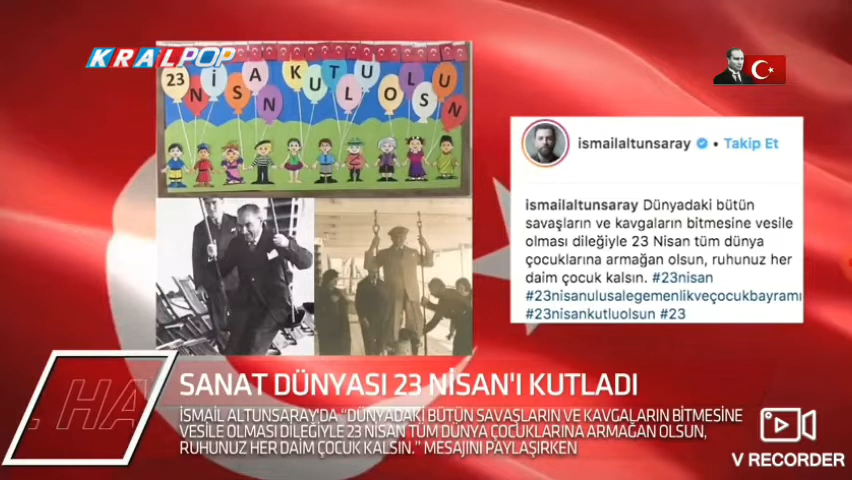 KRALPOP
23 NİSAN KUTLU OLSUN
ismailaltunsaray • Takip Et
ismailaltunsaray Dünyadaki bütün
savaşların ve kavgaların bitmesine vesile
olması dileğiyle 23 Nisan tüm dünya
çocuklarına armağan olsun, ruhunuz her
daim çocuk kalsın. #23nisan
#23nisanulusalegemenlikveçocukbayramı
#23nisankutluolsun #23
. HA
SANAT DÜNYASI 23 NİSAN'I KUTLADI
İSMAİL ALTUNSARAY'DA “DÜNYADAKİ BÜTÜN SAVAŞLARIN VE KAVGALARIN BİTMESİNE
VESİLE OLMASI DİLEĞİYLE 23 NİSAN TÜM DÜNYA ÇOCUKLARINA ARMAĞAN OLSUN,
RUHUNUZ HER DAİM ÇOCUK KALSIN.” MESAJINI PAYLAŞIRKEN
V RECORDER